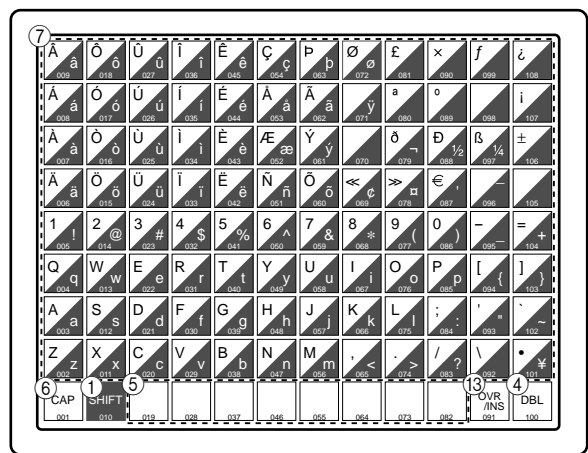 ⑦
Â â 009 Ô ô 018 Û û 027 Î î 036 Ê ê 045 Ç ç 054 Þ þ 063 Ø ø 072 £ 081 × 090 ƒ 099 ¿ 108
Á á 008 Ó ó 017 Ú ú 026 Í í 035 É é 044 Å å 053 Ã ã 062 ÿ 071 ª 080 º 089 098 ¡ 107
À à 007 Ò ò 016 Ù ù 025 Ì ì 034 È è 043 Æ æ 052 Ý ý 061 070 ð ¬ 079 Ð ½ 088 ß ¼ 097 ± 106
Ä ä 006 Ö ö 015 Ü ü 024 Ï ï 033 Ë ë 042 Ñ ñ 051 Õ õ 060 ≪ ¢ 069 ≫ ¤ 078 € ' 087 _ 096 105
1 ! 005 2 @ 014 3 # 023 4 $ 032 5 % 041 6 ^ 050 7 & 059 8 * 068 9 ( 077 0 ) 086 – _ 095 = + 104
Q q 004 W w 013 E e 022 R r 031 T t 040 Y y 049 U u 058 I i 067 O o 076 P p 085 [ { 094 ] } 103
A a 003 S s 012 D d 021 F f 030 G g 039 H h 048 J j 057 K k 066 L l 075 ; : 084 ' " 093 ` ~ 102
Z z 002 X x 011 C c 020 V v 029 B b 038 N n 047 M m 056 , < 065 . > 074 / ? 083 \ 092 • ¥ 101
⑥ ① ⑤ ⑬ ④
CAP 001 SHIFT 010 019 028 037 046 055 064 073 082 OVR /INS 091 DBL 100